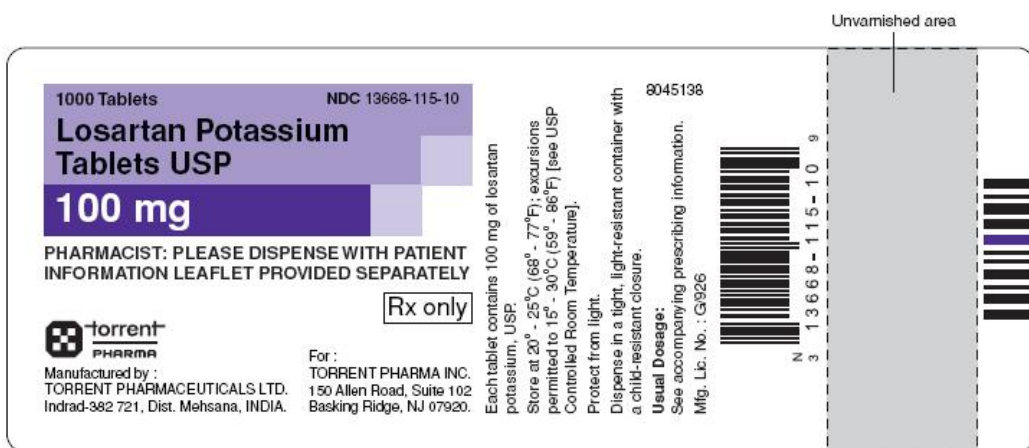 Unvarnished area
1000 Tablets NDC 13668-115-10
Losartan Potassium
Tablets USP
100 mg
PHARMACIST: PLEASE DISPENSE WITH PATIENT
INFORMATION LEAFLET PROVIDED SEPARATELY
Rx only
torrent
PHARMA
Manufactured by :
TORRENT PHARMACEUTICALS LTD.
Indrad-382 721, Dist. Mehsana, INDIA.
For :
TORRENT PHARMA INC.
150 Allen Road, Suite 102
Basking Ridge, NJ 07920.
Each tablet contains 100 mg of losartan
potassium, USP.
Store at 20° - 25°C (68° - 77°F); excursions
permitted to 15° - 30°C (59° - 86°F) [see USP
Controlled Room Temperature].
Protect from light.
Dispense in a tight, light-resistant container with
a child-resistant closure.
Usual Dosage:
See accompanying prescribing information.
Mfg. Lic. No. : G/926
8045138
N
3 13668-115-10 9